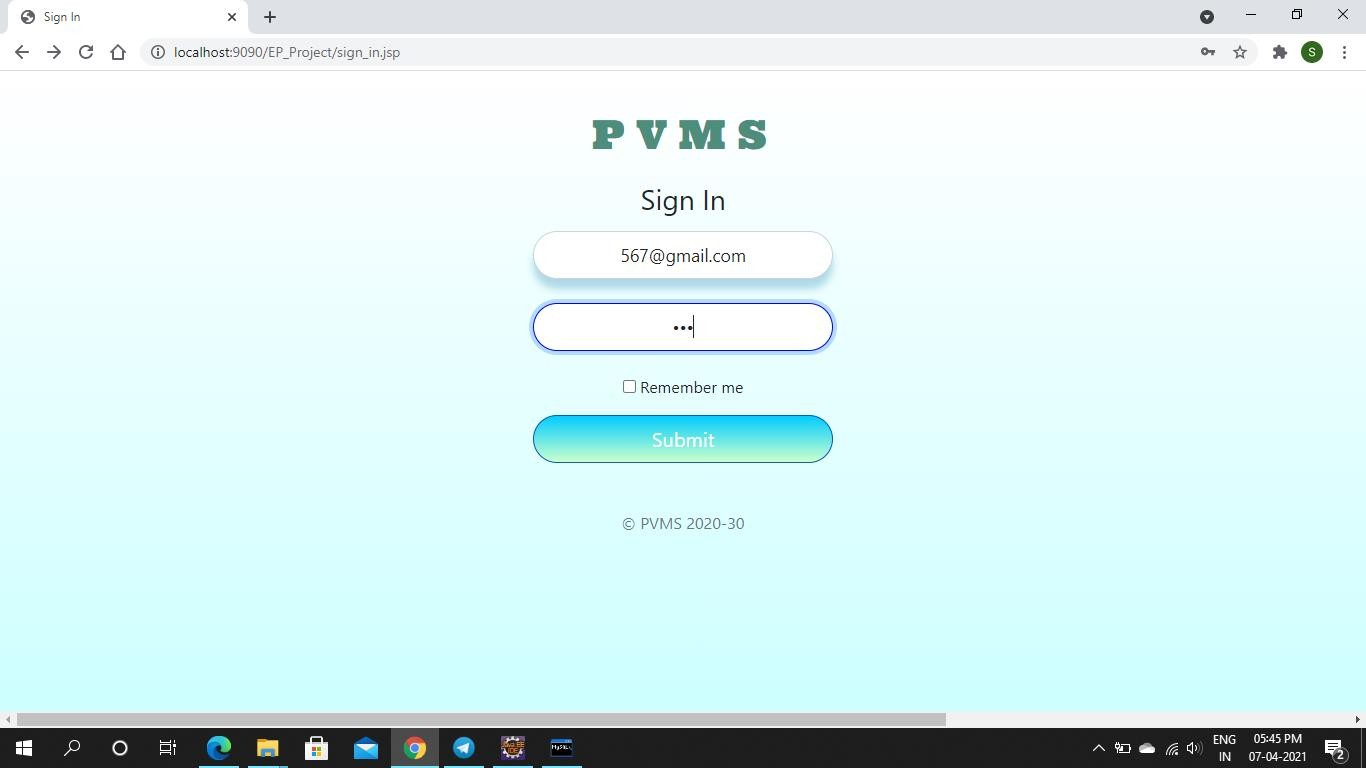 Sign In
localhost:9090/EP_Project/sign_in.jsp
S
P V M S
Sign In
567@gmail.com
•••
Remember me
Submit
© PVMS 2020-30
ENG
IN
05:45 PM
07-04-2021
2